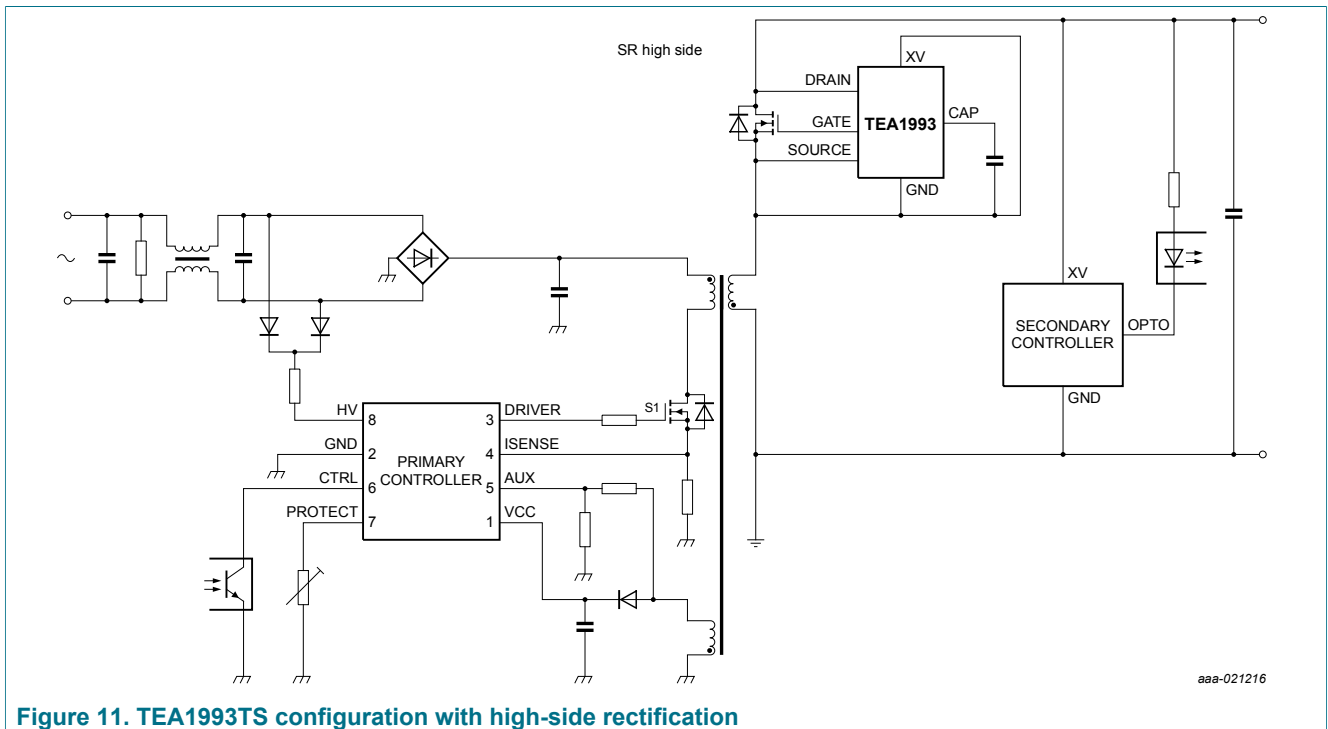 SR high side
XV
DRAIN
GATE
SOURCE
TEA1993
CAP
GND
XV
SECONDARY
CONTROLLER
OPTO
GND
S1
HV
GND
CTRL
PROTECT
8
2
6
7
PRIMARY
CONTROLLER
3
4
5
1
DRIVER
ISENSE
AUX
VCC
aaa-021216
Figure 11. TEA1993TS configuration with high-side rectification